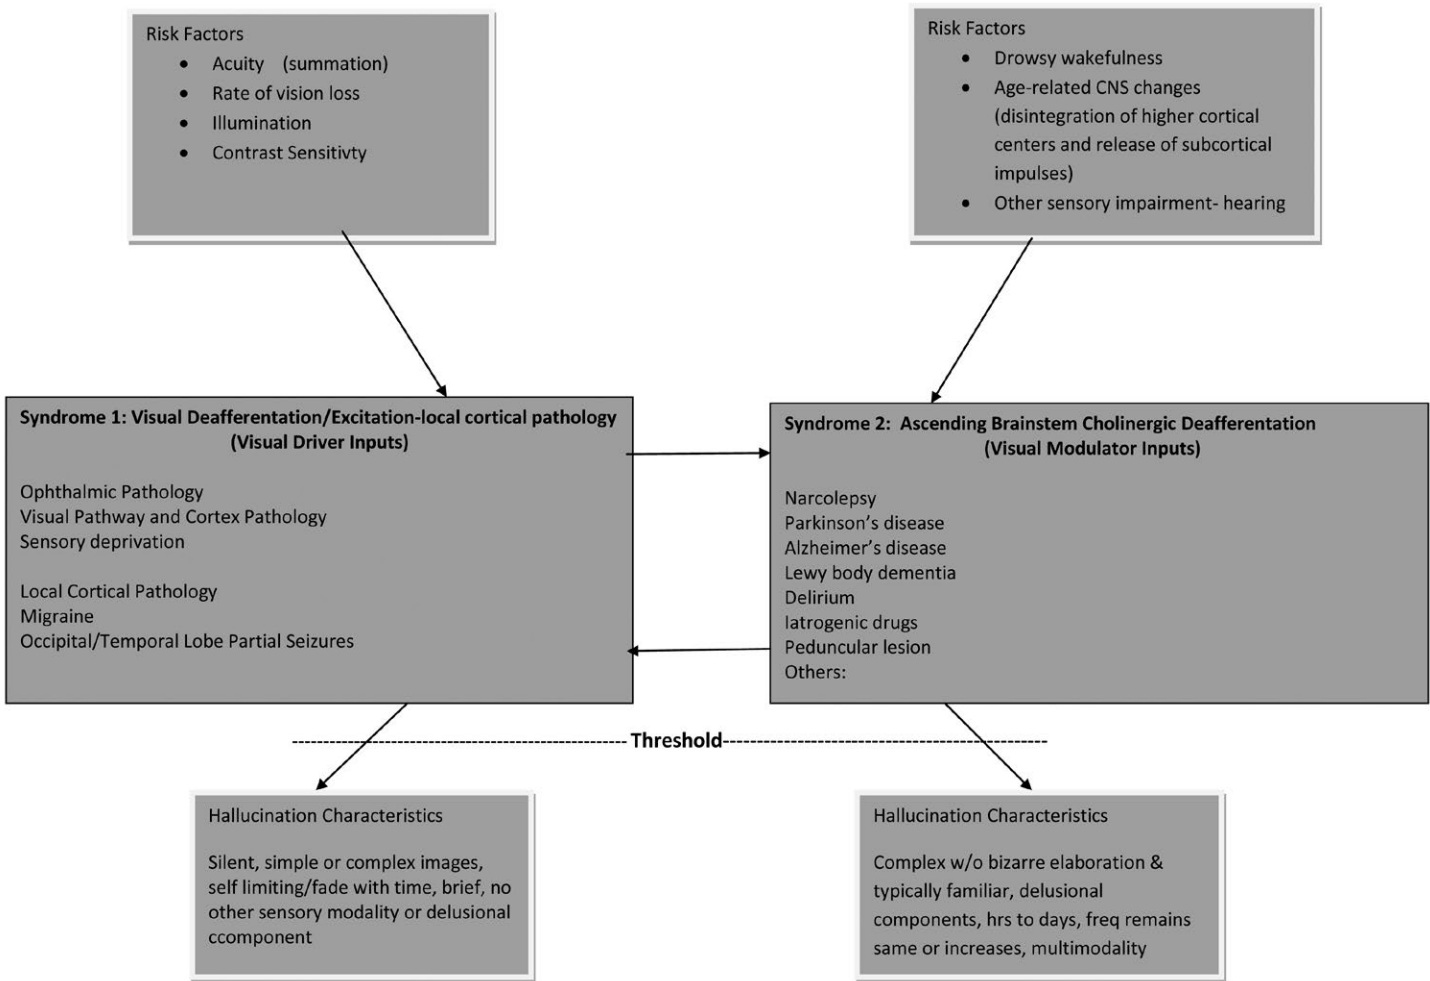 Risk Factors
• Acuity (summation)
• Rate of vision loss
• Illumination
• Contrast Sensitivty
Risk Factors
• Drowsy wakefulness
• Age-related CNS changes
(disintegration of higher cortical
centers and release of subcortical
impulses)
• Other sensory impairment- hearing
Syndrome 1: Visual Deafferentation/Excitation-local cortical pathology
(Visual Driver Inputs)
Ophthalmic Pathology
Visual Pathway and Cortex Pathology
Sensory deprivation
Local Cortical Pathology
Migraine
Occipital/Temporal Lobe Partial Seizures
Syndrome 2: Ascending Brainstem Cholinergic Deafferentation
(Visual Modulator Inputs)
Narcolepsy
Parkinson's disease
Alzheimer's disease
Lewy body dementia
Delirium
Iatrogenic drugs
Peduncular lesion
Others:
Threshold
Hallucination Characteristics
Silent, simple or complex images,
self limiting/fade with time, brief, no
other sensory modality or delusional
ccomponent
Hallucination Characteristics
Complex w/o bizarre elaboration &
typically familiar, delusional
components, hrs to days, freq remains
same or increases, multimodality